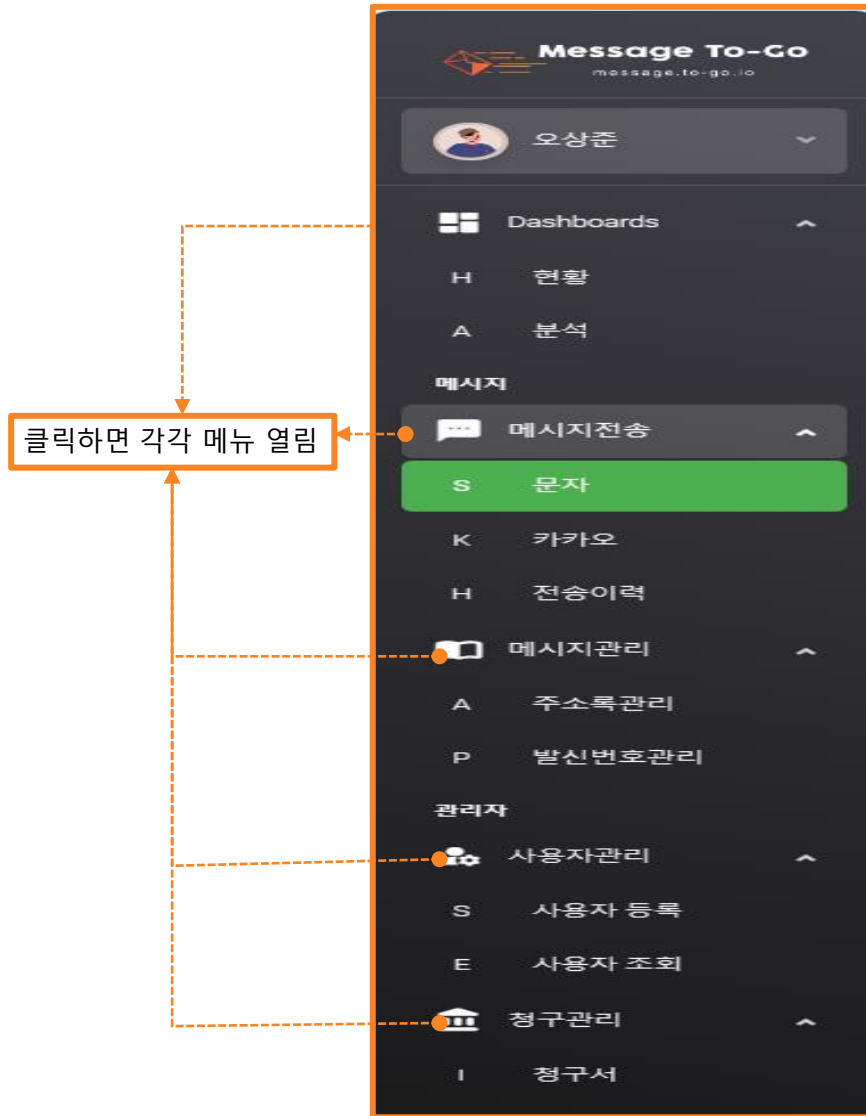 Message To-Go
message.to-go.io
오상준
Dashboards
H 현황
A 분석
메시지
클릭하면 각각 메뉴 열림
메시지전송
S 문자
K 카카오
H 전송이력
메시지관리
A 주소록관리
P 발신번호관리
관리자
사용자관리
S 사용자 등록
E 사용자 조회
청구관리
I 청구서